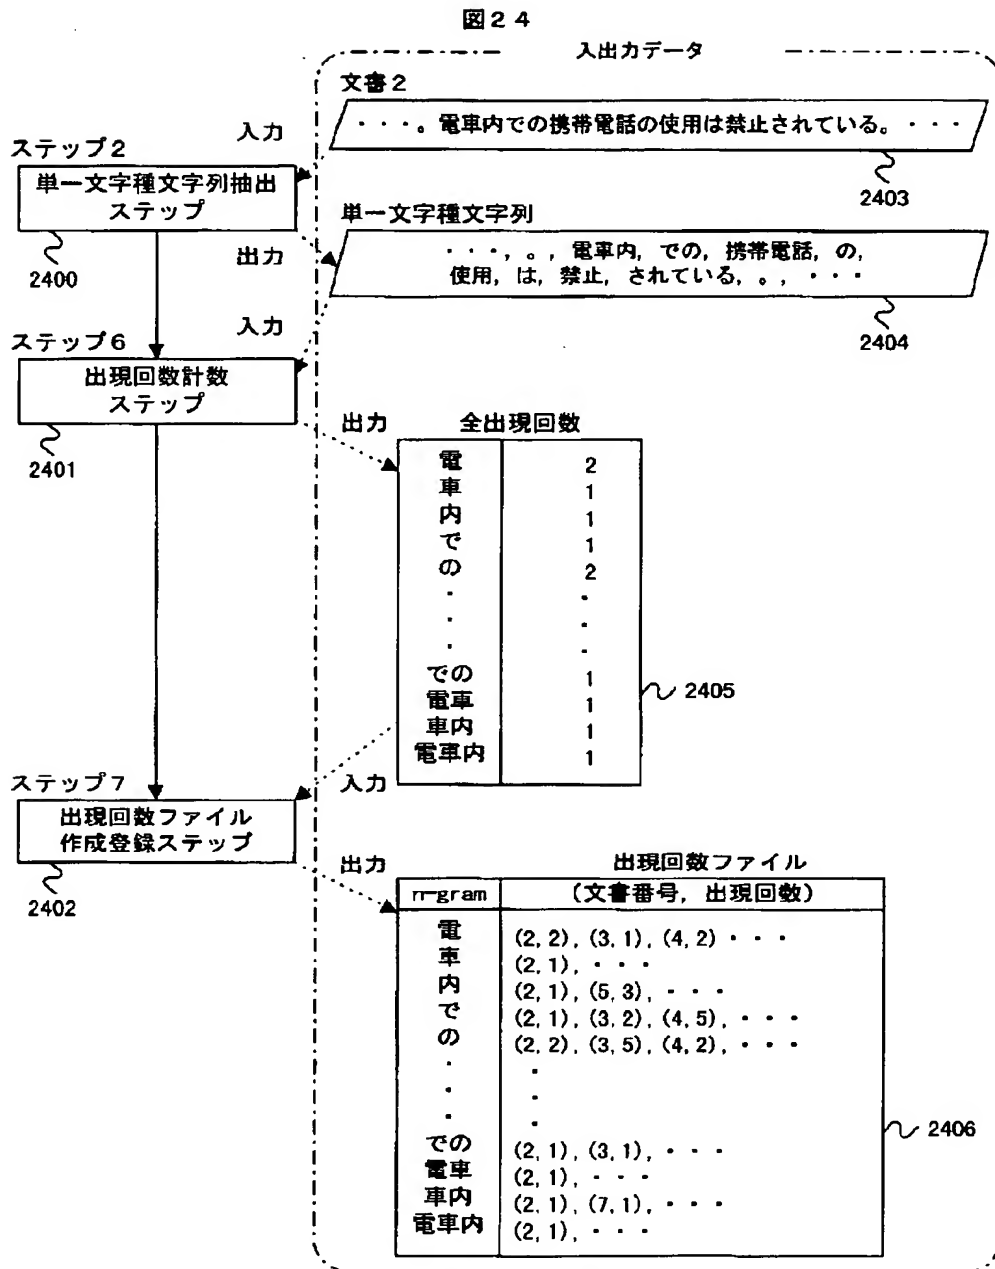 図24
入出力データ
文書2
・・・。電車内での携帯電話の使用は禁止されている。・・・
2403
入力
ステップ2
単一文字種文字列抽出
ステップ
2400
出力
単一文字種文字列
・・・, 。, 電車内, での, 携帯電話, の,
使用, は, 禁止, されている, 。, ・・・
2404
入力
ステップ6
出現回数計数
ステップ
2401
出力
全出現回数
電 2
車 1
内 1
で 1
の 2
・ ・
・ ・
・ ・
での 1
電車 1
車内 1
電車内 1
2405
入力
ステップ7
出現回数ファイル
作成登録ステップ
2402
出力
出現回数ファイル
n-gram (文書番号, 出現回数)
電 (2, 2), (3, 1), (4, 2) ・・・
車 (2, 1), ・・・
内 (2, 1), (5, 3), ・・・
で (2, 1), (3, 2), (4, 5), ・・・
の (2, 2), (3, 5), (4, 2), ・・・
・ ・
・ ・
・ ・
での (2, 1), (3, 1), ・・・
電車 (2, 1), ・・・
車内 (2, 1), (7, 1), ・・・
電車内 (2, 1), ・・・
2406